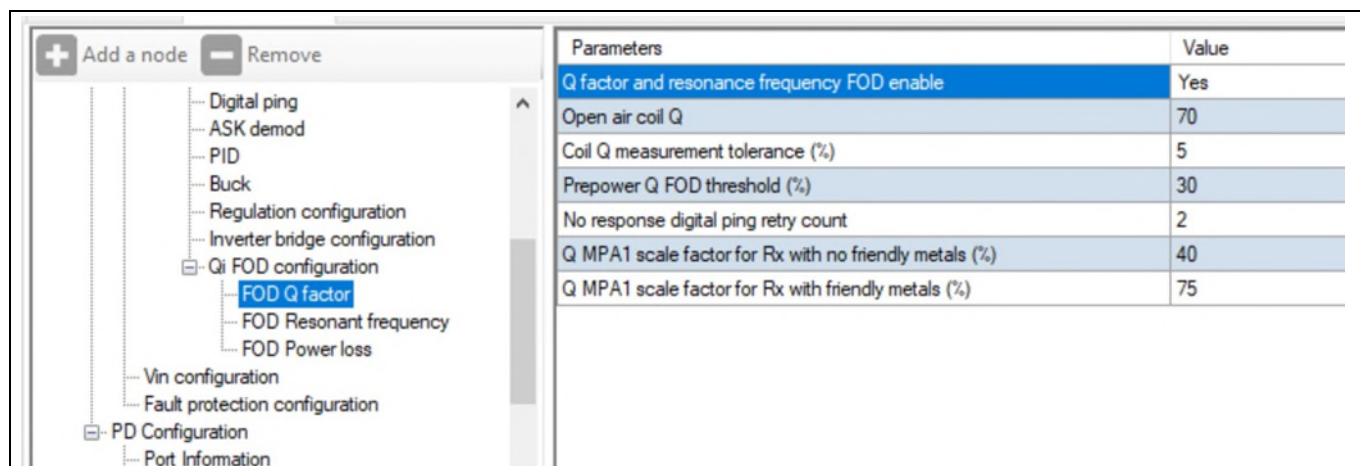 Add a node Remove
Digital ping
ASK demod
PID
Buck
Regulation configuration
Inverter bridge configuration
Qi FOD configuration
FOD Q factor
FOD Resonant frequency
FOD Power loss
Vin configuration
Fault protection configuration
PD Configuration
Port Information
Parameters Value
Q factor and resonance frequency FOD enable Yes
Open air coil Q 70
Coil Q measurement tolerance (%) 5
Prepower Q FOD threshold (%) 30
No response digital ping retry count 2
Q MPA1 scale factor for Rx with no friendly metals (%) 40
Q MPA1 scale factor for Rx with friendly metals (%) 75